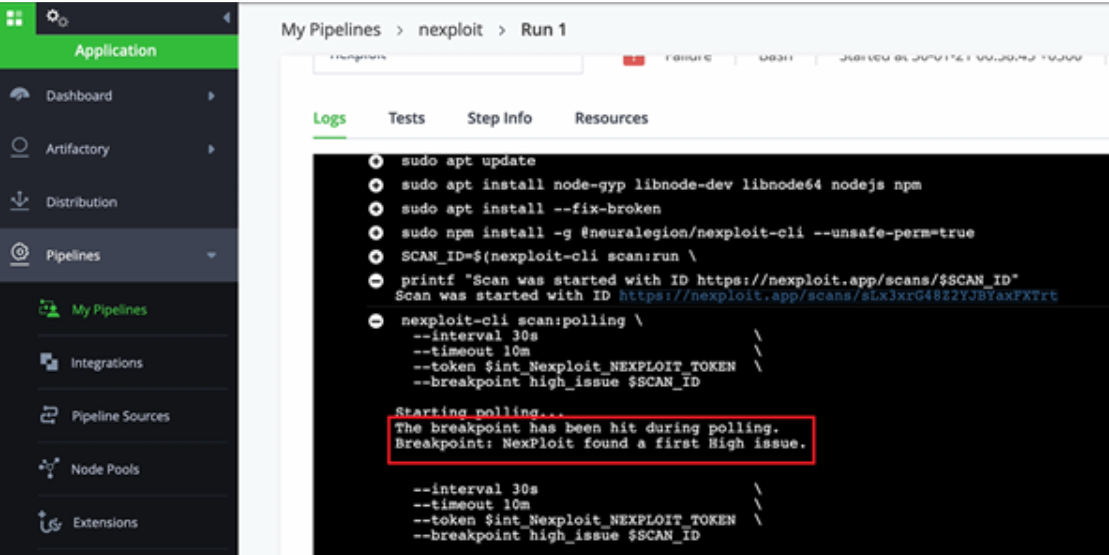 Application
Dashboard
Artifactory
Distribution
Pipelines
My Pipelines
Integrations
Pipeline Sources
Node Pools
Extensions
My Pipelines > nexploit > Run 1
nexploit
Failure
Bash
Started at 30-01-21 00:58:45 +0500
Logs Tests Step Info Resources
sudo apt update
sudo apt install node-gyp libnode-dev libnode64 nodejs npm
sudo apt install --fix-broken
sudo npm install -g @neuralegion/nexploit-cli --unsafe-perm=true
SCAN_ID=$(nexploit-cli scan:run \
printf "Scan was started with ID https://nexploit.app/scans/$SCAN_ID"
Scan was started with ID https://nexploit.app/scans/sLx3xrG48Z2YJBYaxFXTrt
nexploit-cli scan:polling \
--interval 30s \
--timeout 10m \
--token $int_Nexploit_NEXPLOIT_TOKEN \
--breakpoint high_issue $SCAN_ID
Starting polling...
The breakpoint has been hit during polling.
Breakpoint: NexPloit found a first High issue.
--interval 30s \
--timeout 10m \
--token $int_Nexploit_NEXPLOIT_TOKEN \
--breakpoint high_issue $SCAN_ID